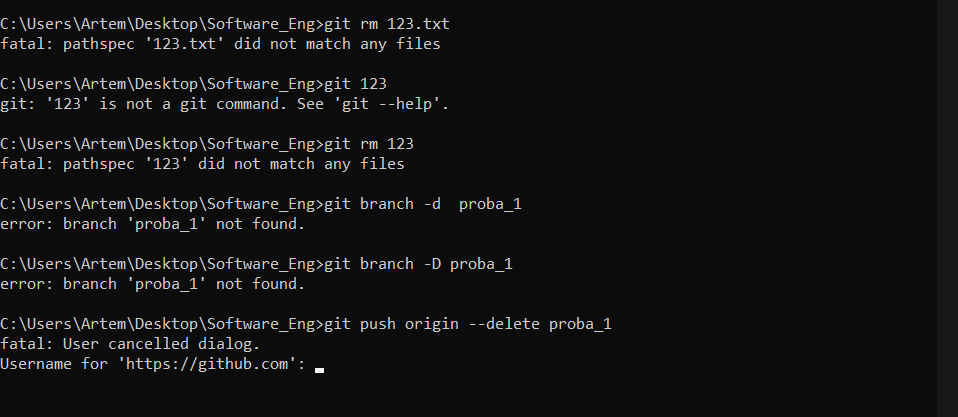 C:\Users\Artem\Desktop\Software_Eng>git rm 123.txt
fatal: pathspec '123.txt' did not match any files
C:\Users\Artem\Desktop\Software_Eng>git 123
git: '123' is not a git command. See 'git --help'.
C:\Users\Artem\Desktop\Software_Eng>git rm 123
fatal: pathspec '123' did not match any files
C:\Users\Artem\Desktop\Software_Eng>git branch -d  proba_1
error: branch 'proba_1' not found.
C:\Users\Artem\Desktop\Software_Eng>git branch -D proba_1
error: branch 'proba_1' not found.
C:\Users\Artem\Desktop\Software_Eng>git push origin --delete proba_1
fatal: User cancelled dialog.
Username for 'https://github.com':